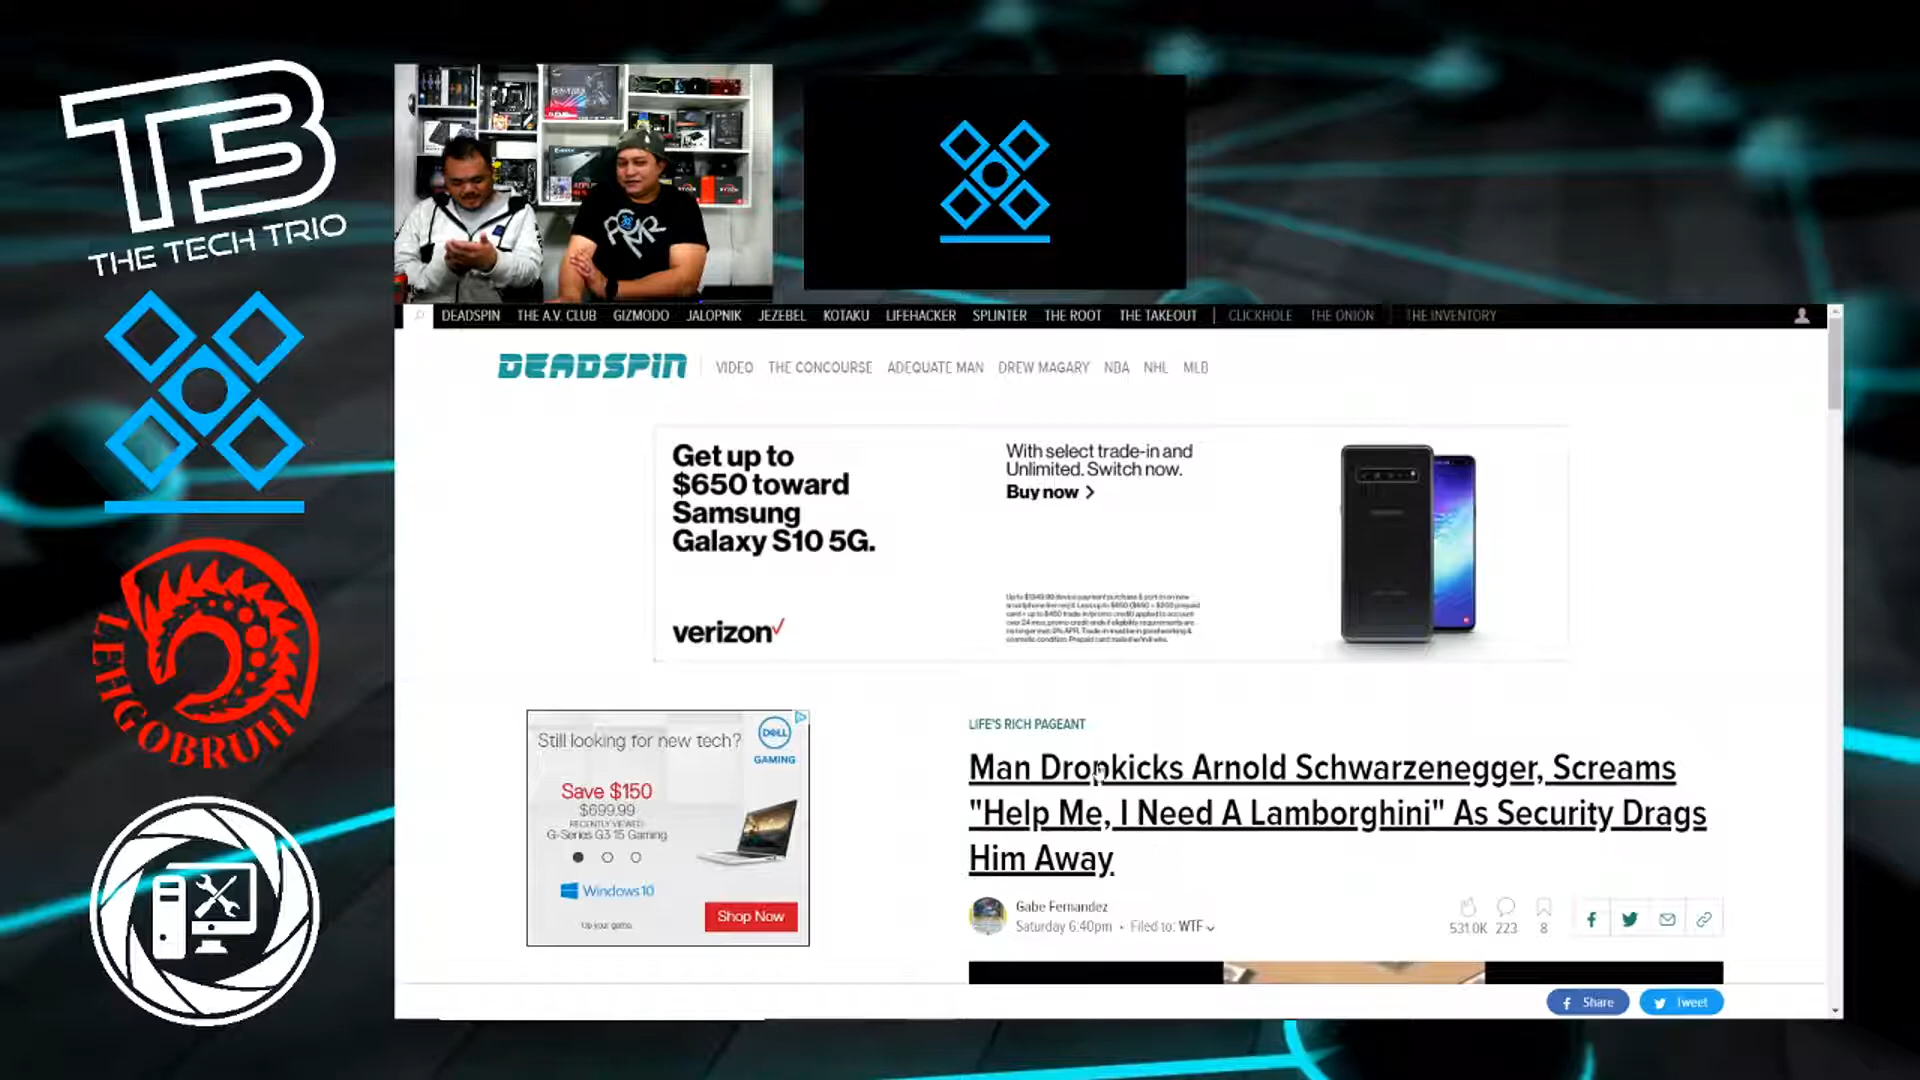 TB
THE TECH TRIO
LEHGOBRUH
PCMR
DEADSPIN THE A.V. CLUB GIZMODO JALOPNIK JEZEBEL KOTAKU LIFEHACKER SPLINTER THE ROOT THE TAKEOUT CLICKHOLE THE ONION THE INVENTORY
DEADSPIN VIDEO THE CONCOURSE ADEQUATE MAN DREW MAGARY NBA NHL MLB
Get up to
$650 toward
Samsung
Galaxy S10 5G.
verizon
With select trade-in and
Unlimited. Switch now.
Buy now >
Still looking for new tech?
DELL
GAMING
Save $150
$699.99
RECENTLY VIEWED:
G-Series G3 15 Gaming
Windows 10
Up your game.
Shop Now
LIFE'S RICH PAGEANT
Man Dropkicks Arnold Schwarzenegger, Screams
"Help Me, I Need A Lamborghini" As Security Drags
Him Away
Gabe Fernandez
Saturday 6:40pm • Filed to: WTF
531.0K 223 8
Share Tweet